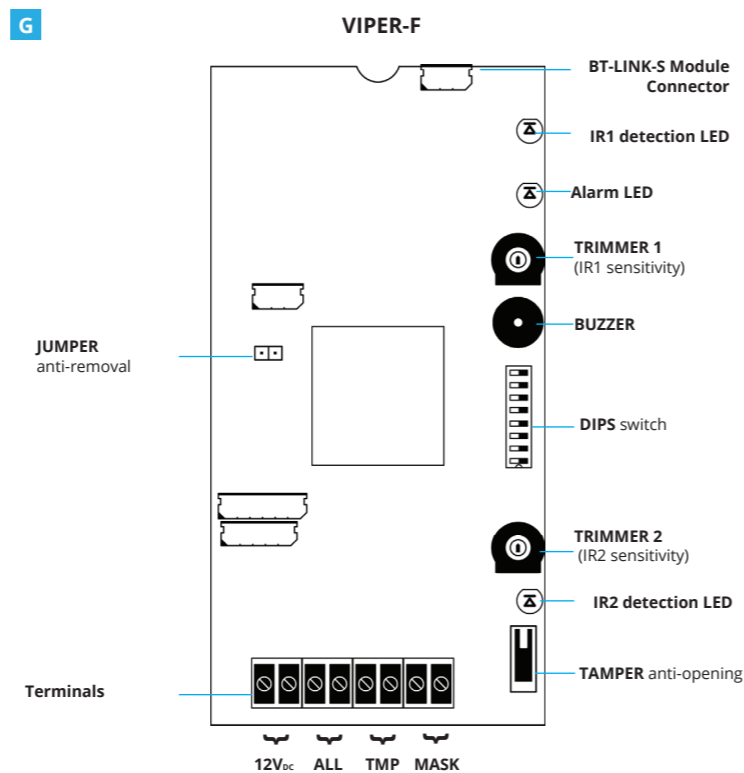 G
VIPER-F
BT-LINK-S Module
Connector
IR1 detection LED
Alarm LED
TRIMMER 1
(IR1 sensitivity)
BUZZER
JUMPER
anti-removal
DIPS switch
TRIMMER 2
(IR2 sensitivity)
IR2 detection LED
TAMPER anti-opening
Terminals
12VDC ALL TMP MASK